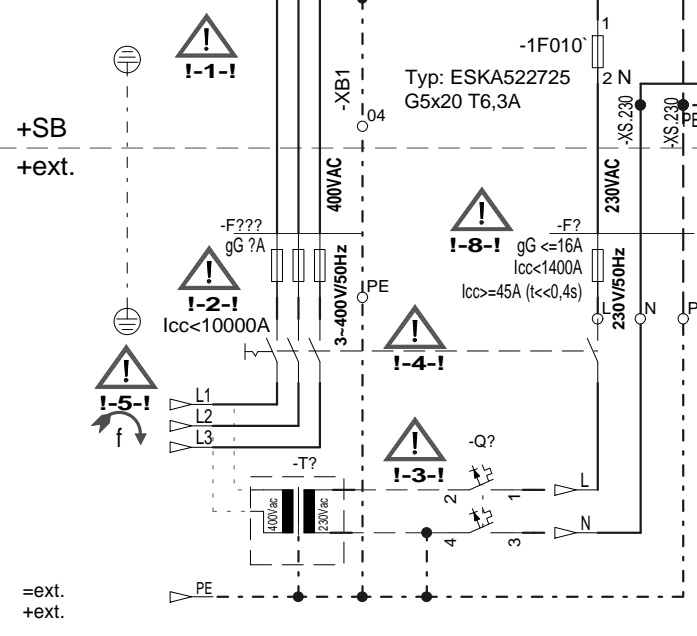 !-1-!
-XB1
04
-1F010`
1
Typ: ESKA522725
G5x20 T6,3A
2 N
-XS.230
-XS.230
PE
+SB
+ext.
400VAC
230VAC
-F???
gG ?A
!-2-!
Icc<10000A
3~400V/50Hz
PE
!-8-!
-F?
gG <=16A
Icc<1400A
Icc>=45A (t<<0,4s)
230V/50Hz
L
N
P
!-4-!
!-5-!
f
L1
L2
L3
!-3-!
-Q?
-T?
400Vac
230Vac
2
1
L
4
3
N
PE
=ext.
+ext.